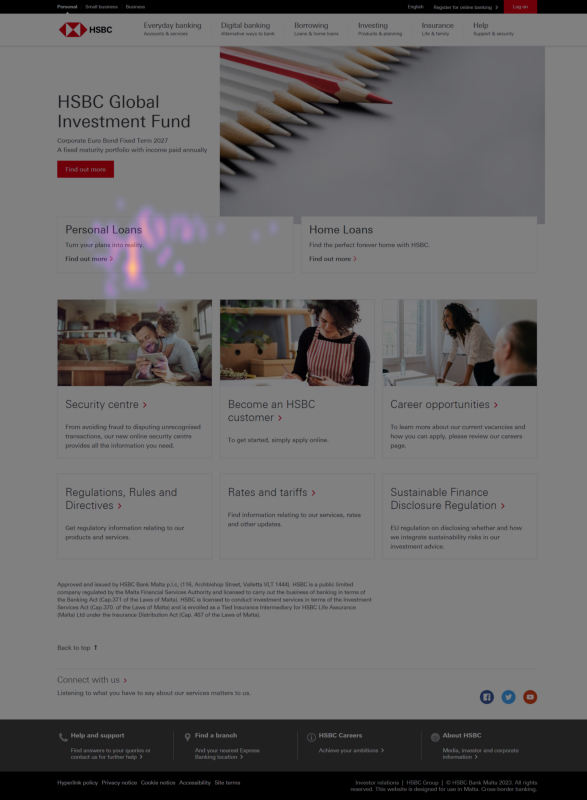 Personal Small business Business
English Register for online banking Log on
HSBC
Everyday banking Digital banking Borrowing Investing Insurance Help
Accounts & services Alternative ways to bank Loans & home loans Products & planning Life & family Support & security
HSBC Global
Investment Fund
Corporate Euro Bond Fixed Term 2027
A fixed maturity portfolio with income paid annually
Find out more
Personal Loans
Turn your plans into reality.
Find out more
Home Loans
Find the perfect forever home with HSBC.
Find out more
Security centre
From avoiding fraud to disputing unrecognised
transactions, our new online security centre
provides all the information you need.
Become an HSBC
customer
To get started, simply apply online.
Career opportunities
To learn more about our current vacancies and
how you can apply, please review our careers
page.
Regulations, Rules and
Directives
Get regulatory information relating to our
products and services.
Rates and tariffs
Find information relating to our services, rates
and other updates.
Sustainable Finance
Disclosure Regulation
EU regulation on disclosing whether and how
we integrate sustainability risks in our
investment advice.
Approved and issued by HSBC Bank Malta p.l.c, (116, Archbishop Street, Valletta VLT 1444). HSBC is a public limited
company regulated by the Malta Financial Services Authority and licensed to carry out the business of banking in terms of
the Banking Act (Cap.371 of the Laws of Malta). HSBC is licensed to conduct investment services in terms of the Investment
Services Act (Cap.370. of the Laws of Malta) and is enrolled as a Tied Insurance Intermediary for HSBC Life Assurance
(Malta) Ltd under the Insurance Distribution Act (Cap. 487 of the Laws of Malta).
Back to top
Connect with us
Listening to what you have to say about our services matters to us.
Help and support
Find answers to your queries or
contact us for further help
Find a branch
And your nearest Express
Banking location
HSBC Careers
Achieve your ambitions
About HSBC
Media, investor and corporate
information
Hyperlink policy Privacy notice Cookie notice Accessibility Site terms
Investor relations | HSBC Group | © HSBC Bank Malta 2023. All rights
reserved. This website is designed for use in Malta. Cross-border banking.